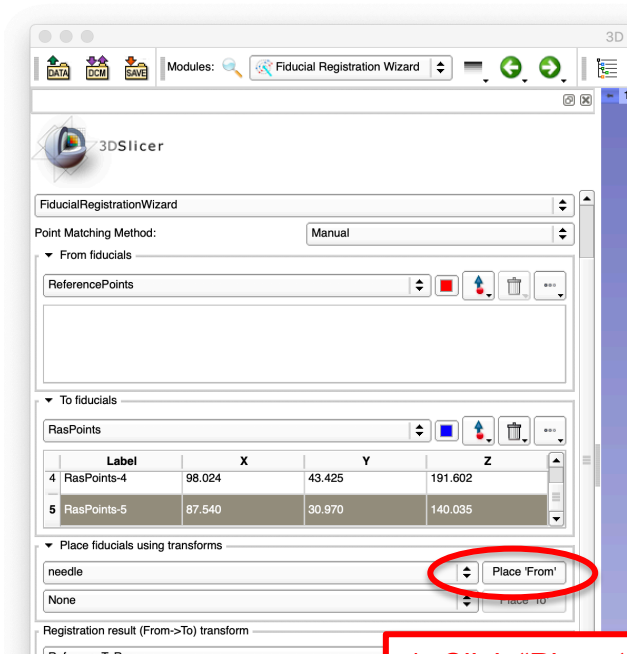 3D
DATA DCM SAVE Modules: Fiducial Registration Wizard
1
3DSlicer
FiducialRegistrationWizard
Point Matching Method: Manual
From fiducials
ReferencePoints
To fiducials
RasPoints
Label X Y Z
4 RasPoints-4 98.024 43.425 191.602
5 RasPoints-5 87.540 30.970 140.035
Place fiducials using transforms
needle Place 'From'
None Place 'To'
Registration result (From->To) transform